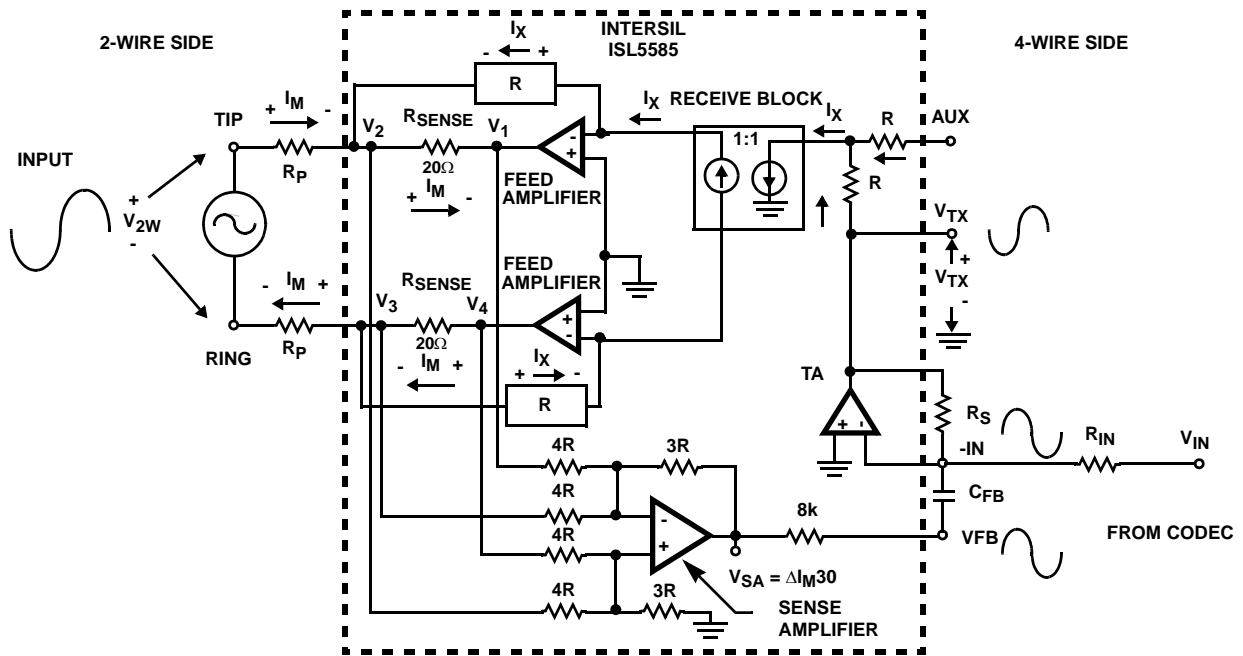 2-WIRE SIDE
INTERSIL
ISL5585
4-WIRE SIDE
IX
- +
R
IM
+ -
TIP
RP
V2
RSENSE
20Ω
V1
IM
+ -
-
+
FEED
AMPLIFIER
IX
RECEIVE BLOCK
1:1
IX
R
AUX
R
INPUT
+
V2W
-
VTX
+
VTX
-
FEED
AMPLIFIER
IM
- +
RING
RP
V3
RSENSE
20Ω
V4
IM
- +
+
-
IX
+ -
R
TA
+ -
RS
-IN
RIN
VIN
CFB
VFB
FROM CODEC
4R
3R
4R
4R
4R
3R
-
+
8k
VSA = ΔIM30
SENSE
AMPLIFIER